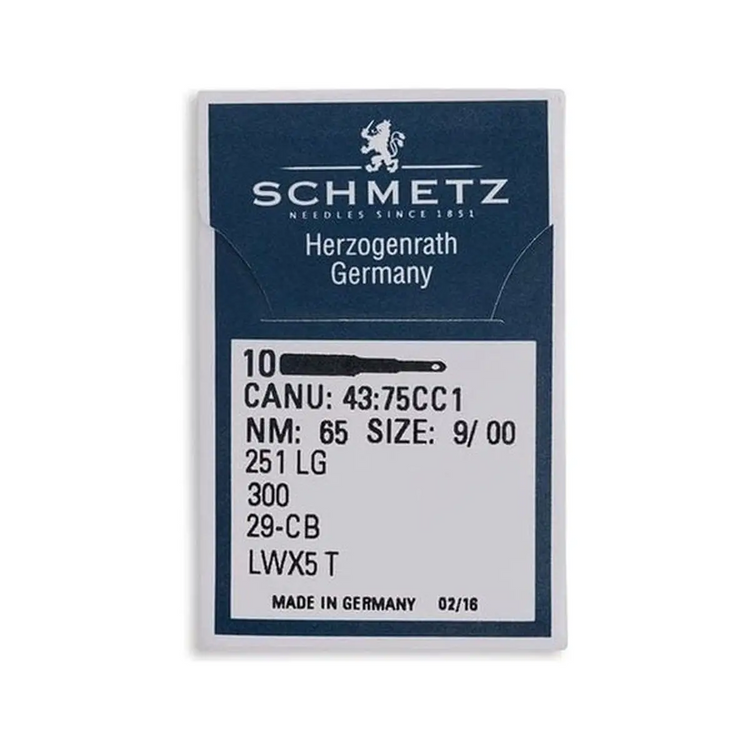 SCHMETZ
NEEDLES SINCE 1851
Herzogenrath
Germany
10
CANU: 43:75CC1
NM: 65 SIZE: 9/ 00
251 LG
300
29-CB
LWX5 T
MADE IN GERMANY 02/16